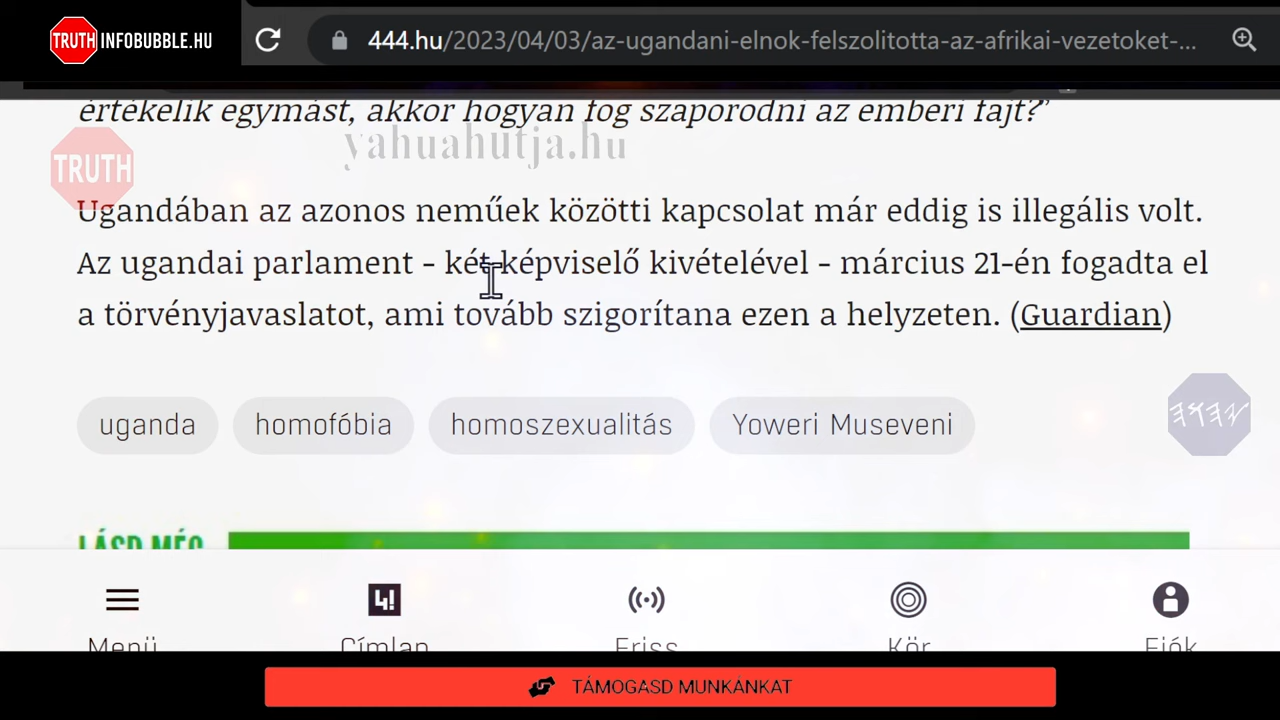 TRUTH INFOBUBBLE.HU
444.hu/2023/04/03/az-ugandani-elnok-felszolitotta-az-afrikai-vezetoket-...
értékelik egymást, akkor hogyan fog szaporodni az emberi fajt?”
yahuahutja.hu
TRUTH
Ugandában az azonos neműek közötti kapcsolat már eddig is illegális volt.
Az ugandai parlament - két képviselő kivételével - március 21-én fogadta el
a törvényjavaslatot, ami tovább szigorítana ezen a helyzeten. (Guardian)
𐤉𐤄𐤅𐤄
uganda homofóbia homoszexualitás Yoweri Museveni
LÁSD MÉG
4!
Menü Címlap Friss Kör Fiók
TÁMOGASD MUNKÁNKAT